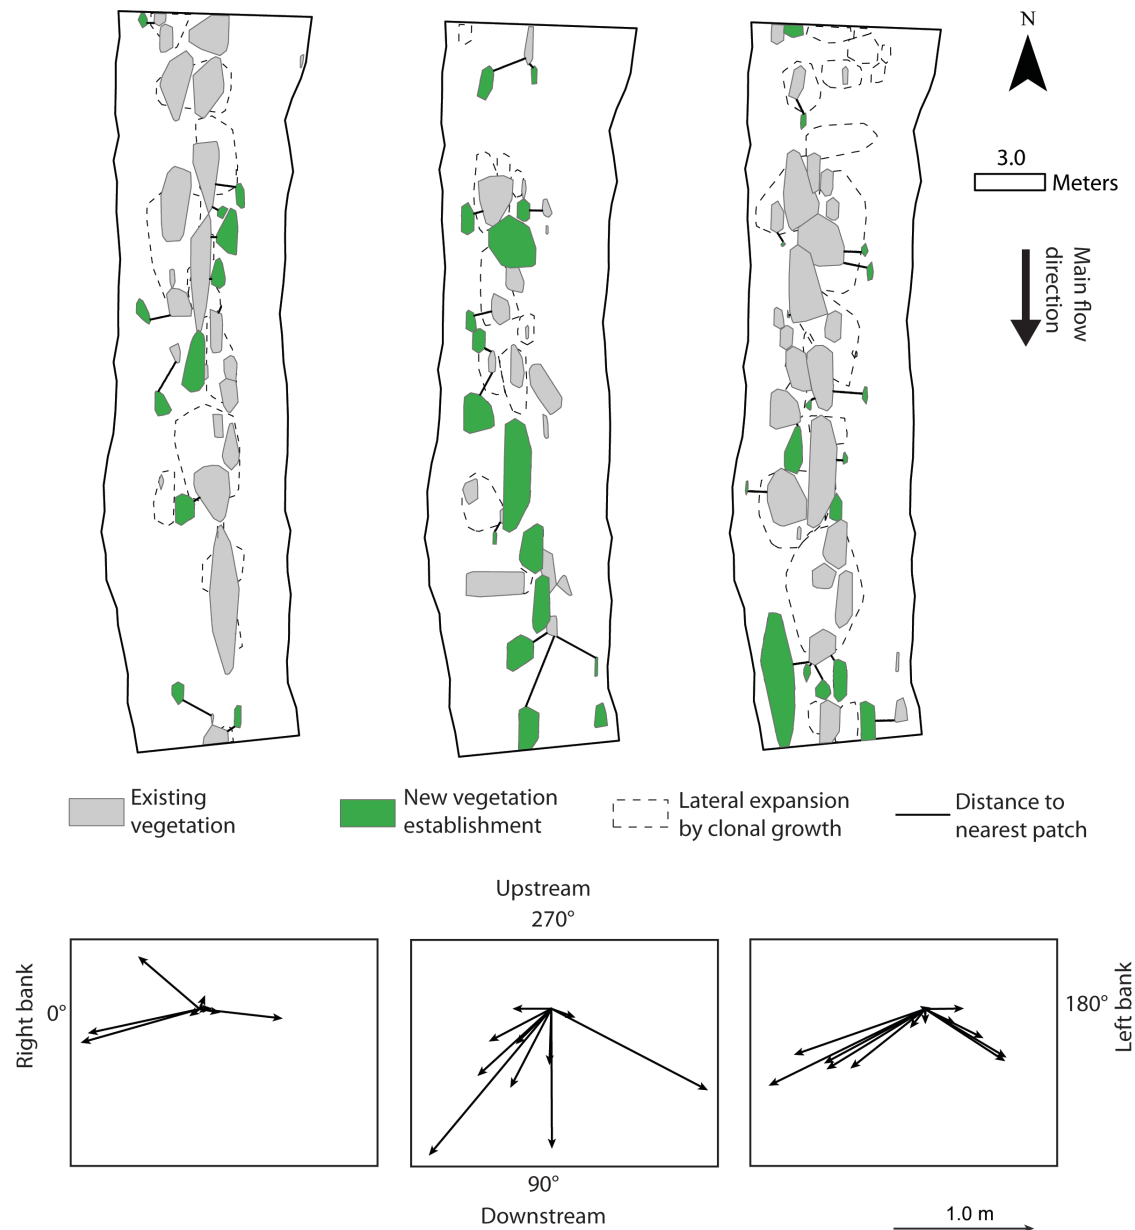 N
3.0
Meters
Main flow
direction
Existing
vegetation
New vegetation
establishment
Lateral expansion
by clonal growth
Distance to
nearest patch
Upstream
270°
Right bank
0°
180°
Left bank
90°
Downstream
1.0 m